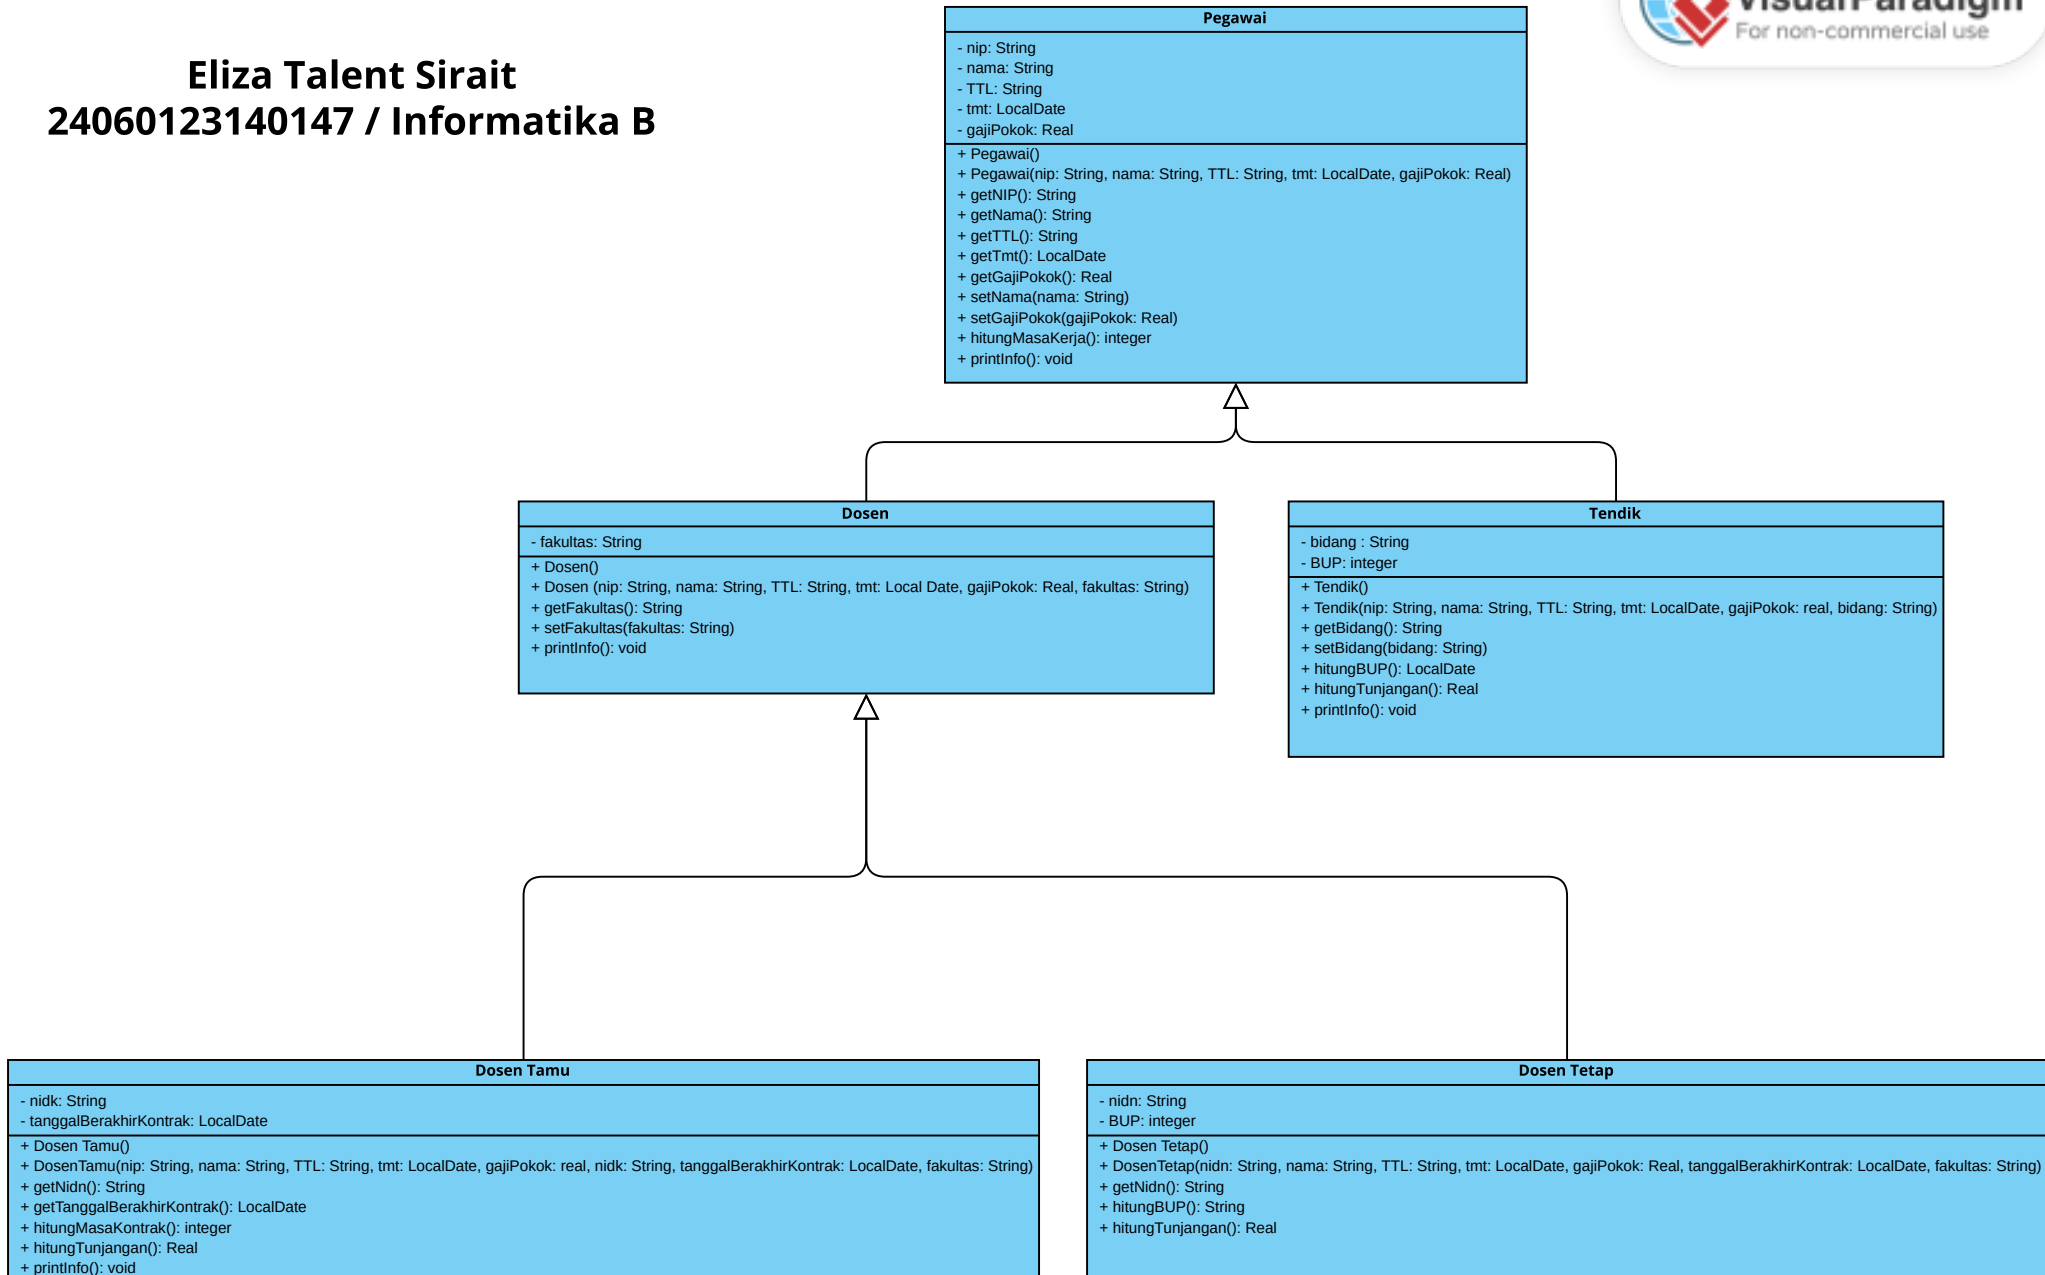 Pegawai
- nip: String
- nama: String
- TTL: String
- tmt: LocalDate
- gajiPokok: Real
+ Pegawai()
+ Pegawai(nip: String, nama: String, TTL: String, tmt: LocalDate, gajiPokok: Real)
+ getNIP(): String
+ getNama(): String
+ getTTL(): String
+ getTmt(): LocalDate
+ getGajiPokok(): Real
+ setNama(nama: String)
+ setGajiPokok(gajiPokok: Real)
+ hitungMasaKerja(): integer
+ printInfo(): void
VisualParadigm
For non-commercial use
Eliza Talent Sirait
24060123140147 / Informatika B
Dosen
- fakultas: String
+ Dosen()
+ Dosen (nip: String, nama: String, TTL: String, tmt: Local Date, gajiPokok: Real, fakultas: String)
+ getFakultas(): String
+ setFakultas(fakultas: String)
+ printInfo(): void
Tendik
- bidang : String
- BUP: integer
+ Tendik()
+ Tendik(nip: String, nama: String, TTL: String, tmt: LocalDate, gajiPokok: real, bidang: String)
+ getBidang(): String
+ setBidang(bidang: String)
+ hitungBUP(): LocalDate
+ hitungTunjangan(): Real
+ printInfo(): void
Dosen Tamu
- nidk: String
- tanggalBerakhirKontrak: LocalDate
+ Dosen Tamu()
+ DosenTamu(nip: String, nama: String, TTL: String, tmt: LocalDate, gajiPokok: real, nidk: String, tanggalBerakhirKontrak: LocalDate, fakultas: String)
+ getNidn(): String
+ getTanggalBerakhirKontrak(): LocalDate
+ hitungMasaKontrak(): integer
+ hitungTunjangan(): Real
+ printInfo(): void
Dosen Tetap
- nidn: String
- BUP: integer
+ Dosen Tetap()
+ DosenTetap(nidn: String, nama: String, TTL: String, tmt: LocalDate, gajiPokok: Real, tanggalBerakhirKontrak: LocalDate, fakultas: String)
+ getNidn(): String
+ hitungBUP(): String
+ hitungTunjangan(): Real